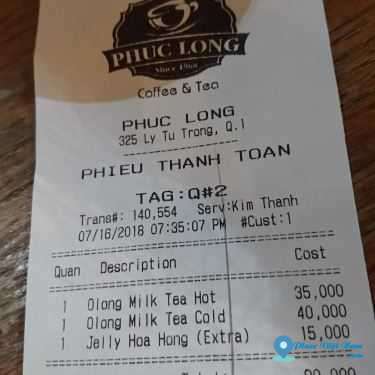 PHUC LONG
Since 1968
Coffee & Tea
PHUC LONG
325 Ly Tu Trong, Q.1
PHIEU THANH TOAN
TAG:Q#2
Trans#: 140,554 Serv:Kim Thanh
07/16/2018 07:35:07 PM #Cust:1
Quan Description Cost
1 Olong Milk Tea Hot 35,000
1 Olong Milk Tea Cold 40,000
1 Jelly Hoa Hong (Extra) 15,000